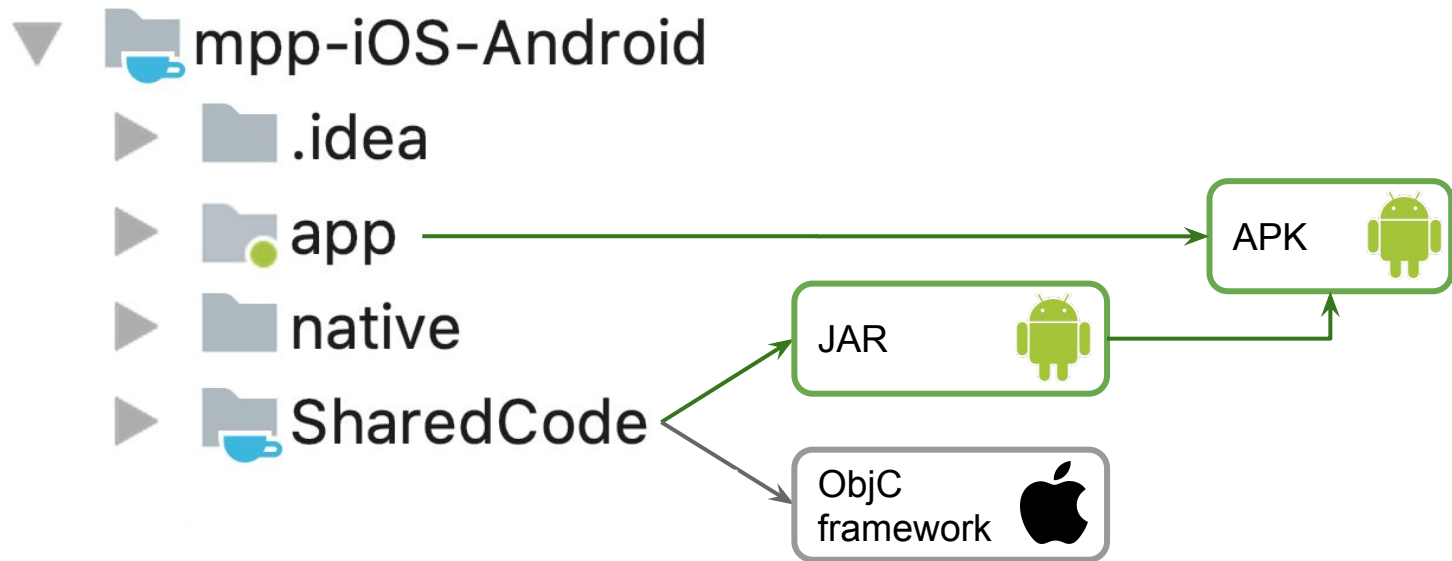 mpp-iOS-Android
.idea
app
APK
native
JAR
SharedCode
ObjC
framework